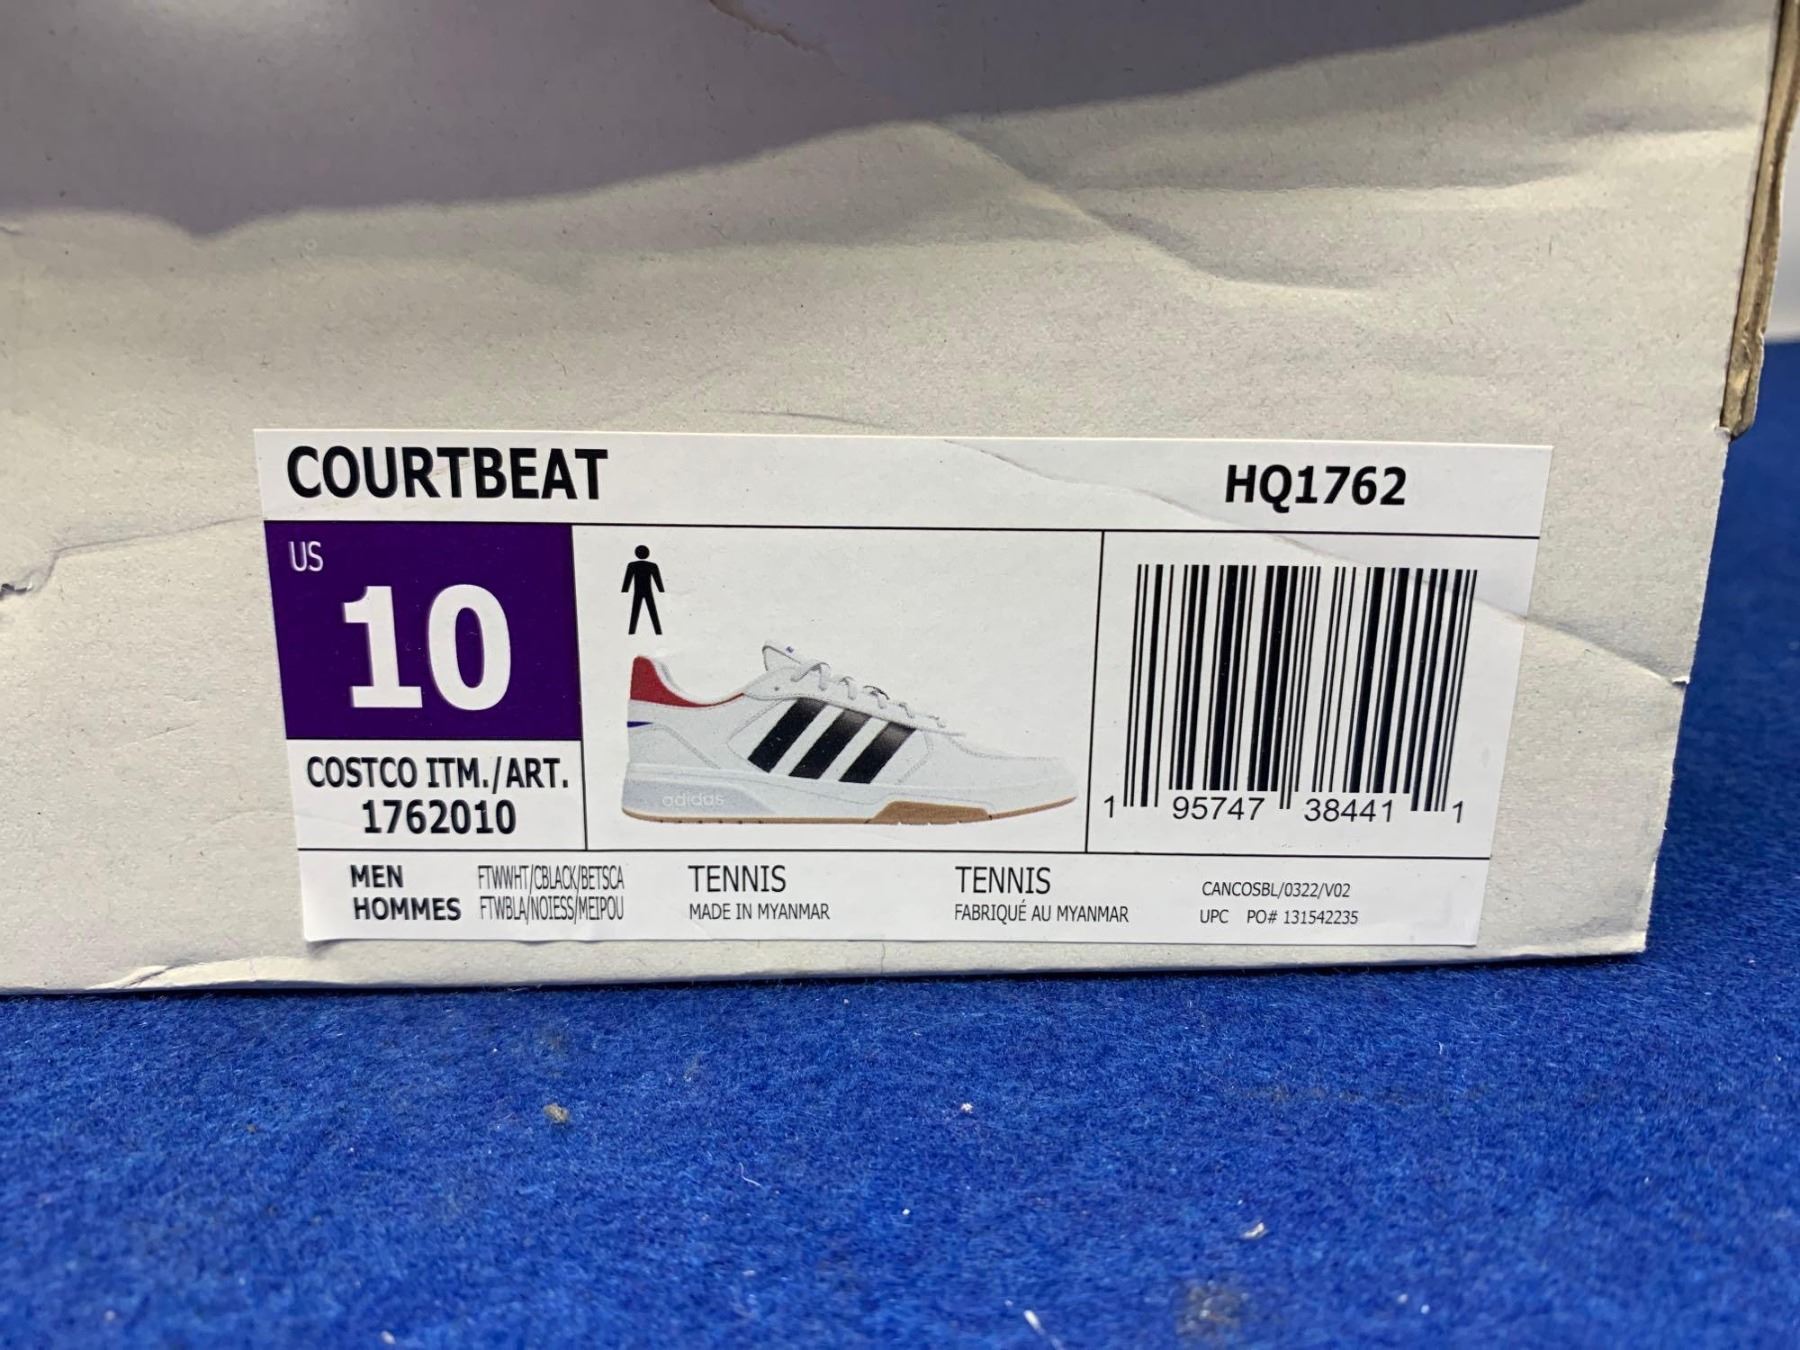 COURTBEAT HQ1762
US
10
COSTCO ITM./ART.
1762010
adidas
1 95747 38441 1
MEN
HOMMES
FTWWHT/CBLACK/BETSCA
FTWBLA/NOIESS/MEIPOU
TENNIS
MADE IN MYANMAR
TENNIS
FABRIQUÉ AU MYANMAR
CANCOSBL/0322/V02
UPC PO# 131542235